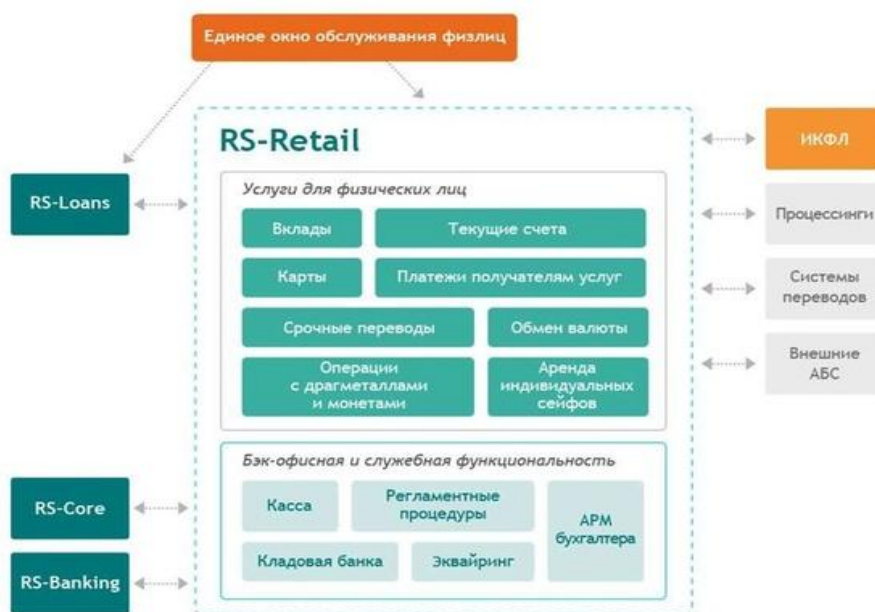 Единое окно обслуживания физлиц
RS-Retail
ИКФЛ
Услуги для физических лиц
RS-Loans
Вклады
Текущие счета
Процессинги
Карты
Платежи получателям услуг
Системы
переводов
Срочные переводы
Обмен валюты
Внешние
АБС
Операции
с драгметаллами
и монетами
Аренда
индивидуальных
сейфов
Бэк-офисная и служебная функциональность
RS-Core
Касса
Регламентные
процедуры
АРМ
бухгалтера
Кладовая банка
Эквайринг
RS-Banking